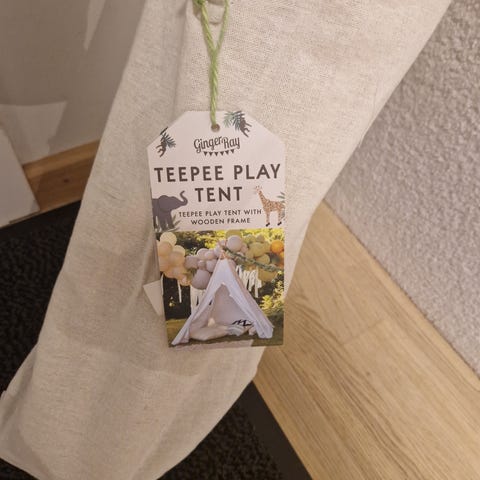 Ginger Ray
TEEPEE PLAY
TENT
TEEPEE PLAY TENT WITH
WOODEN FRAME